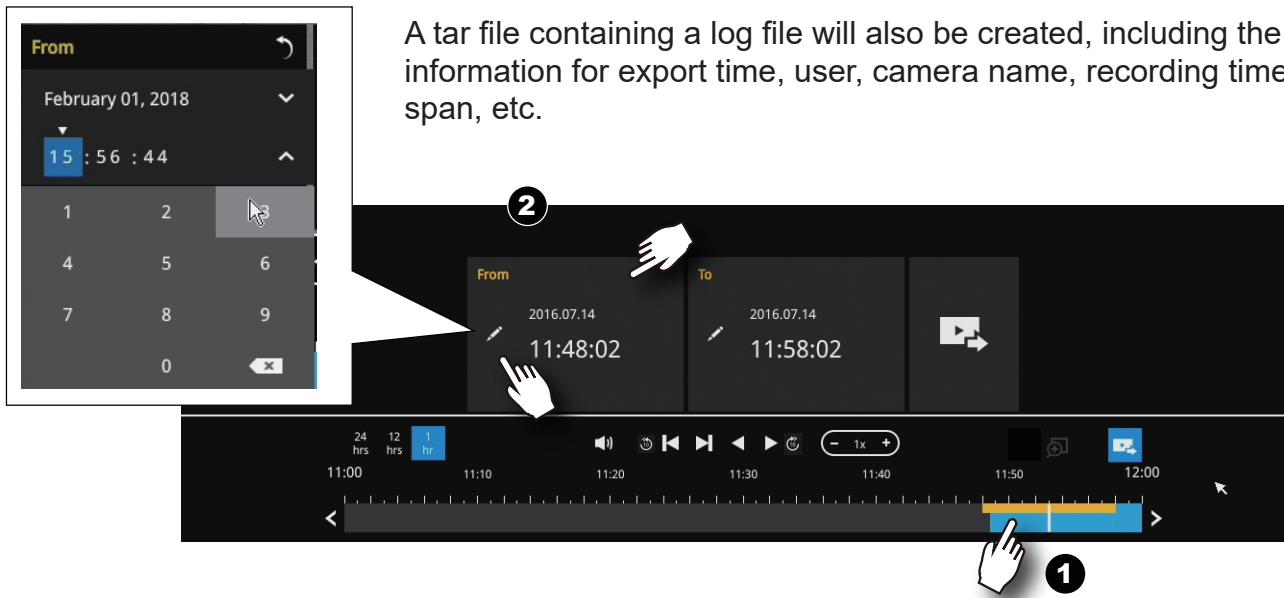 A tar file containing a log file will also be created, including the
information for export time, user, camera name, recording time
span, etc.
From
February 01, 2018
15 : 56 : 44
1 2 3
4 5 6
7 8 9
0
2
From
To
2016.07.14
2016.07.14
11:48:02
11:58:02
24 hrs 12 hrs 1 hr
10 − 1x + 10
11:00 11:10 11:20 11:30 11:40 11:50 12:00
1